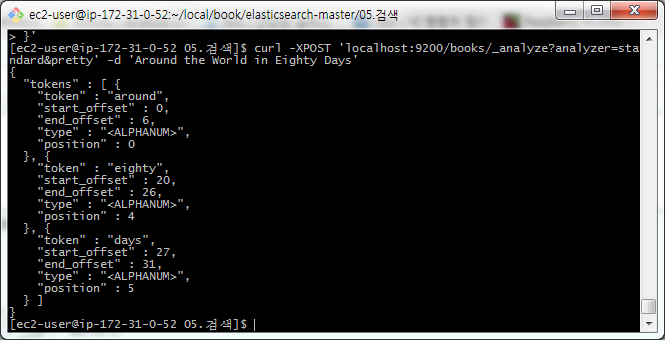 ec2-user@ip-172-31-0-52:~/local/book/elasticsearch-master/05.검색
> }'
[ec2-user@ip-172-31-0-52 05.검색]$ curl -XPOST 'localhost:9200/books/_analyze?analyzer=sta
ndard&pretty' -d 'Around the World in Eighty Days'
{
  "tokens" : [ {
    "token" : "around",
    "start_offset" : 0,
    "end_offset" : 6,
    "type" : "<ALPHANUM>",
    "position" : 0
  }, {
    "token" : "eighty",
    "start_offset" : 20,
    "end_offset" : 26,
    "type" : "<ALPHANUM>",
    "position" : 4
  }, {
    "token" : "days",
    "start_offset" : 27,
    "end_offset" : 31,
    "type" : "<ALPHANUM>",
    "position" : 5
  } ]
}
[ec2-user@ip-172-31-0-52 05.검색]$